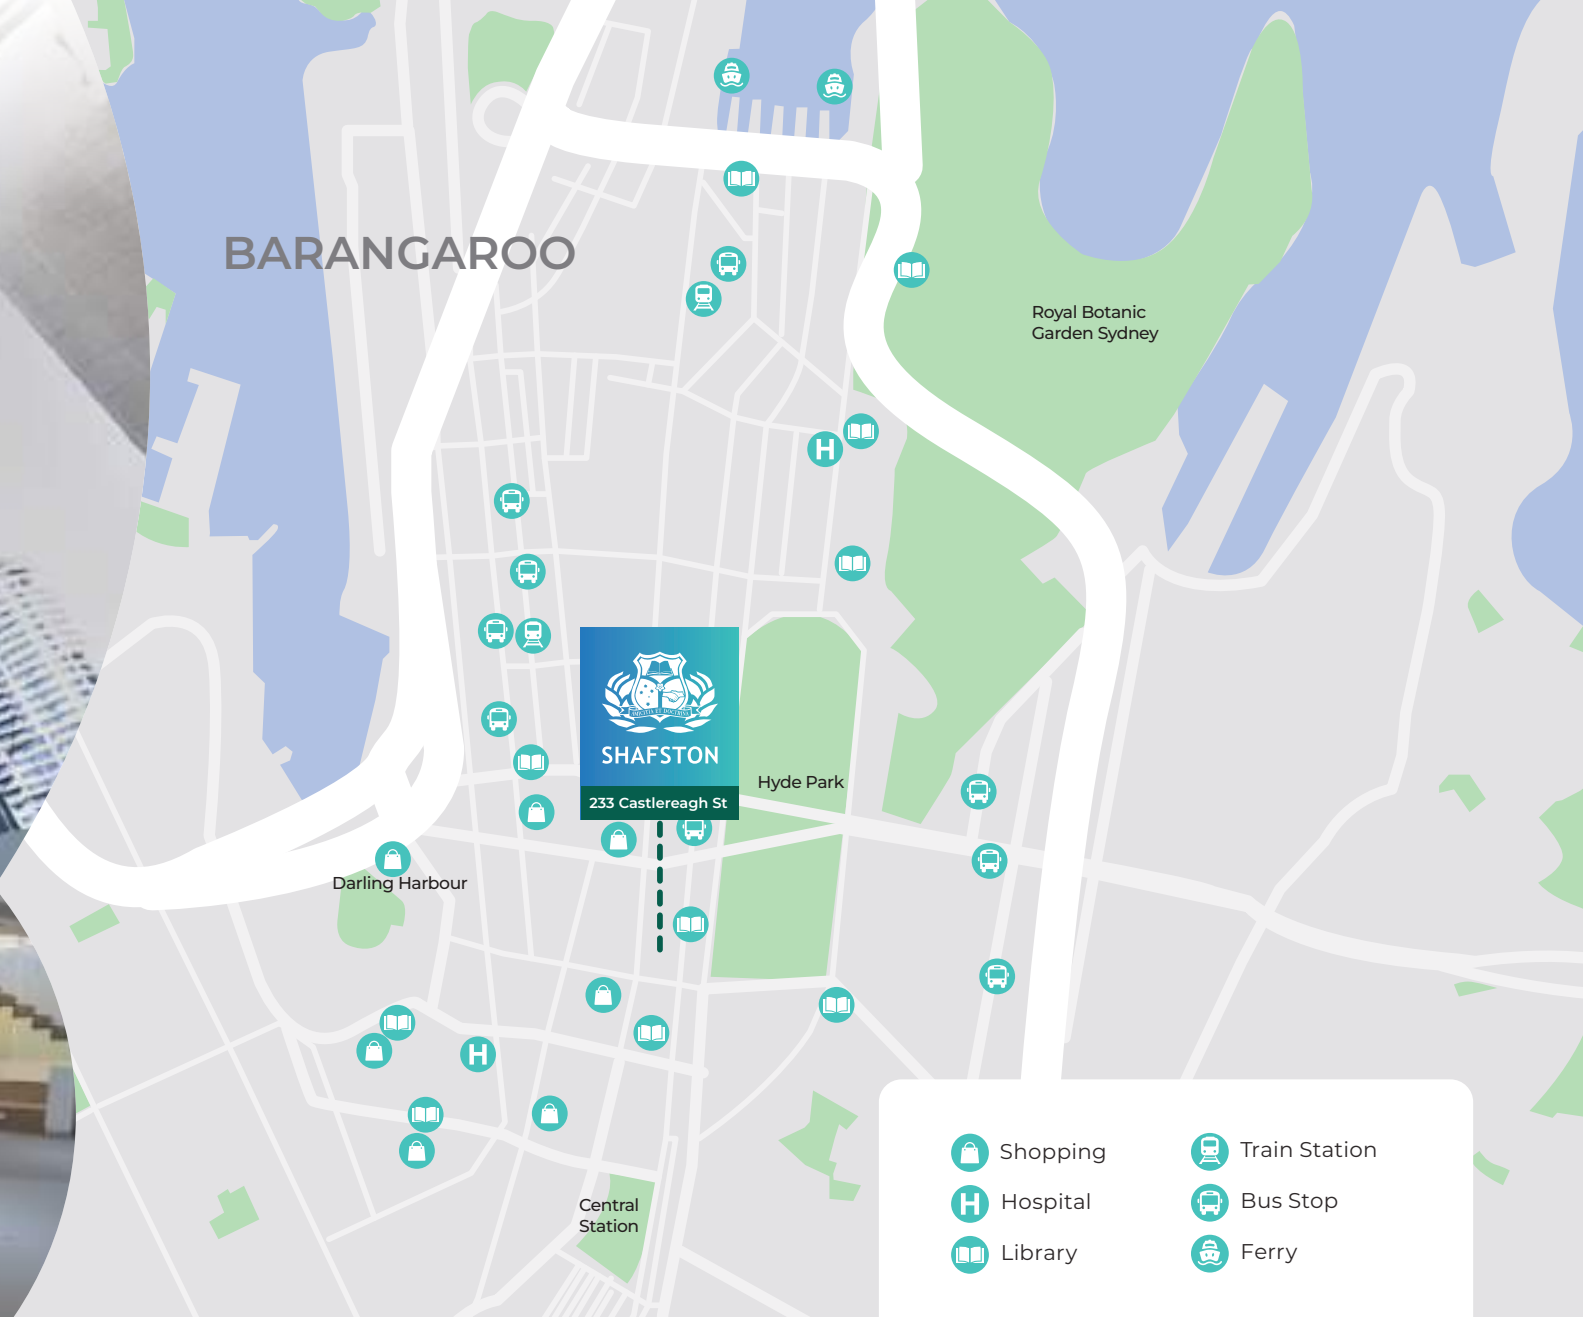 BARANGAROO
Royal Botanic
Garden Sydney
SHAFSTON
233 Castlereagh St
Hyde Park
Darling Harbour
Central
Station
H
H
H
Shopping
Train Station
H
Hospital
Bus Stop
Library
Ferry